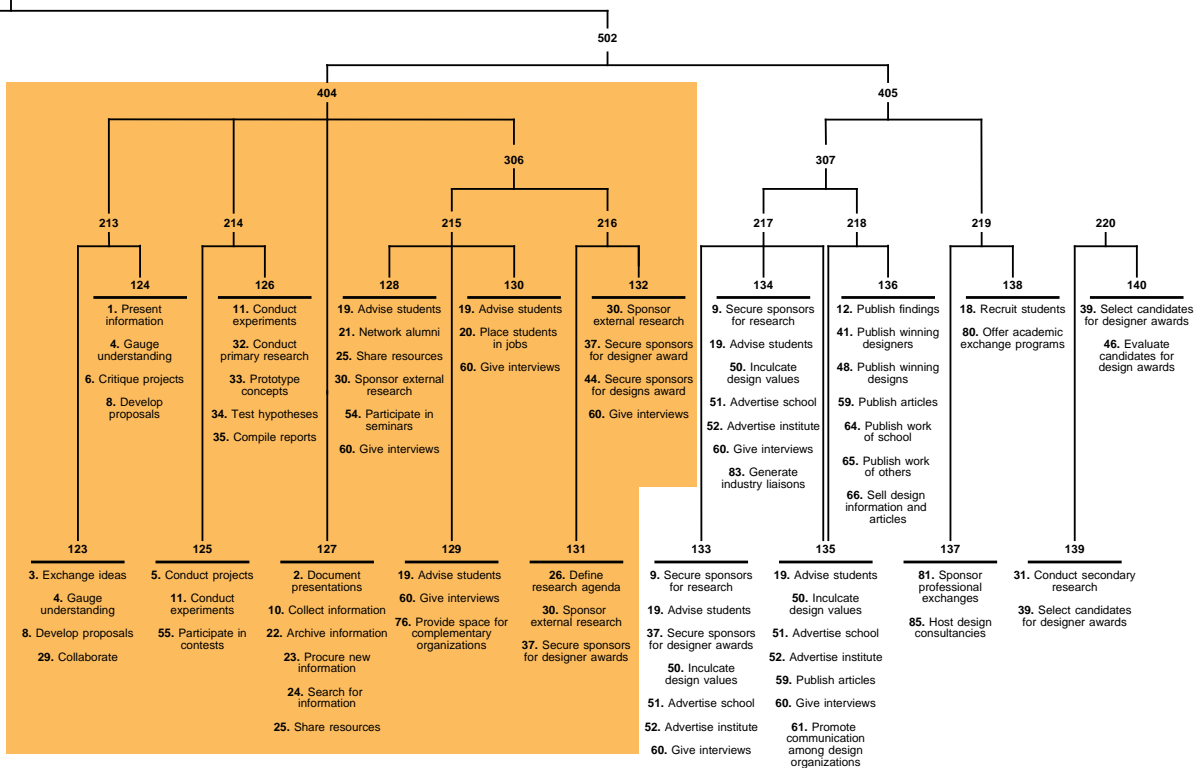 502
404
405
306
307
213
214
215
216
217
218
219
220
124
1. Present
information
4. Gauge
understanding
6. Critique projects
8. Develop
proposals
126
11. Conduct
experiments
32. Conduct
primary research
33. Prototype
concepts
34. Test hypotheses
35. Compile reports
128
19. Advise students
21. Network alumni
25. Share resources
30. Sponsor external
research
54. Participate in
seminars
60. Give interviews
130
19. Advise students
20. Place students
in jobs
60. Give interviews
132
30. Sponsor
external research
37. Secure sponsors
for designer award
44. Secure sponsors
for designs award
60. Give interviews
134
9. Secure sponsors
for research
19. Advise students
50. Inculcate
design values
51. Advertise school
52. Advertise institute
60. Give interviews
83. Generate
industry liaisons
136
12. Publish findings
41. Publish winning
designers
48. Publish winning
designs
59. Publish articles
64. Publish work
of school
65. Publish work
of others
66. Sell design
information and
articles
138
18. Recruit students
80. Offer academic
exchange programs
140
39. Select candidates
for designer awards
46. Evaluate
candidates for
design awards
123
3. Exchange ideas
4. Gauge
understanding
8. Develop proposals
29. Collaborate
125
5. Conduct projects
11. Conduct
experiments
55. Participate in
contests
127
2. Document
presentations
10. Collect information
22. Archive information
23. Procure new
information
24. Search for
information
25. Share resources
129
19. Advise students
60. Give interviews
76. Provide space for
complementary
organizations
131
26. Define
research agenda
30. Sponsor
external research
37. Secure sponsors
for designer awards
133
9. Secure sponsors
for research
19. Advise students
37. Secure sponsors
for designer awards
50. Inculcate
design values
51. Advertise school
52. Advertise institute
60. Give interviews
135
19. Advise students
50. Inculcate
design values
51. Advertise school
52. Advertise institute
59. Publish articles
60. Give interviews
61. Promote
communication
among design
organizations
137
81. Sponsor
professional
exchanges
85. Host design
consultancies
139
31. Conduct secondary
research
39. Select candidates
for designer awards